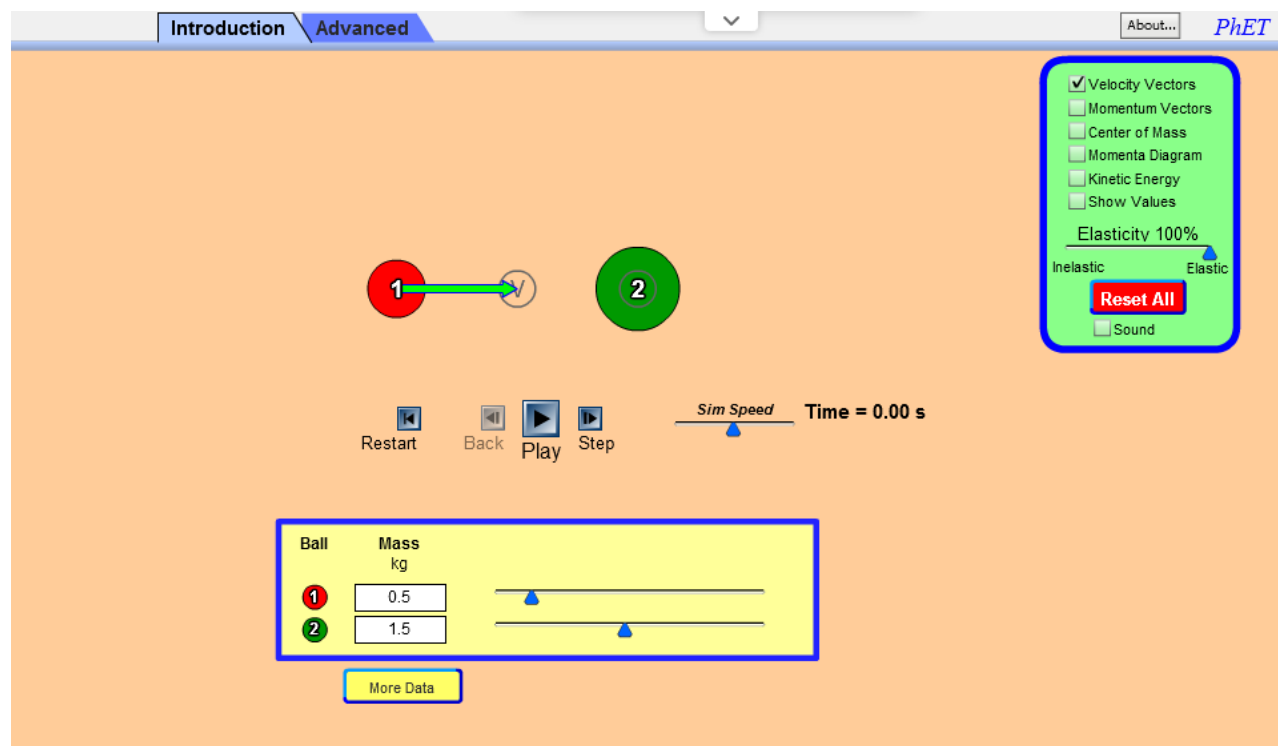 Introduction Advanced About... PhET
Velocity Vectors
Momentum Vectors
Center of Mass
Momenta Diagram
Kinetic Energy
Show Values
Elasticity 100%
Inelastic Elastic
Reset All
Sound
1 V 2
Sim Speed Time = 0.00 s
Restart Back Play Step
Ball Mass
kg
1 0.5
2 1.5
More Data